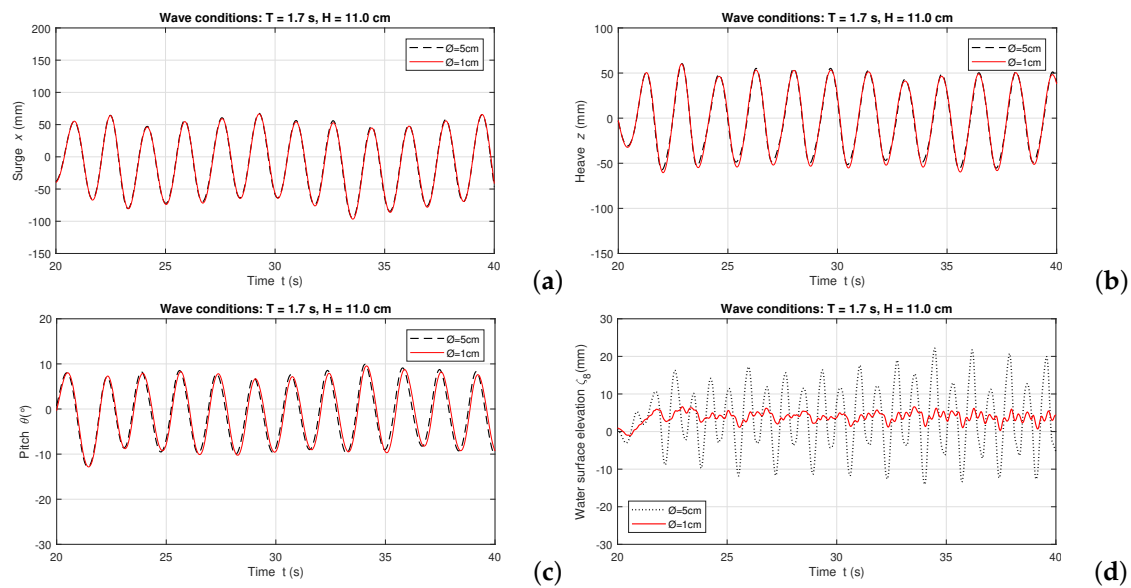 Wave conditions: T = 1.7 s, H = 11.0 cm
200
150
100
50
0
-50
-100
-150
20
25
30
35
40
Surge x (mm)
Time t (s)
Ø=5cm
Ø=1cm
(a)
Wave conditions: T = 1.7 s, H = 11.0 cm
100
50
0
-50
-100
150
20
25
30
35
40
Heave z (mm)
Time t (s)
Ø=5cm
Ø=1cm
(b)
Wave conditions: T = 1.7 s, H = 11.0 cm
20
10
0
-10
-20
-30
20
25
30
35
40
Pitch θ(°)
Time t (s)
Ø=5cm
Ø=1cm
(c)
Wave conditions: T = 1.7 s, H = 11.0 cm
30
20
10
0
-10
-20
-30
20
25
30
35
40
Water surface elevation ζ8(mm)
Time t (s)
Ø=5cm
Ø=1cm
(d)